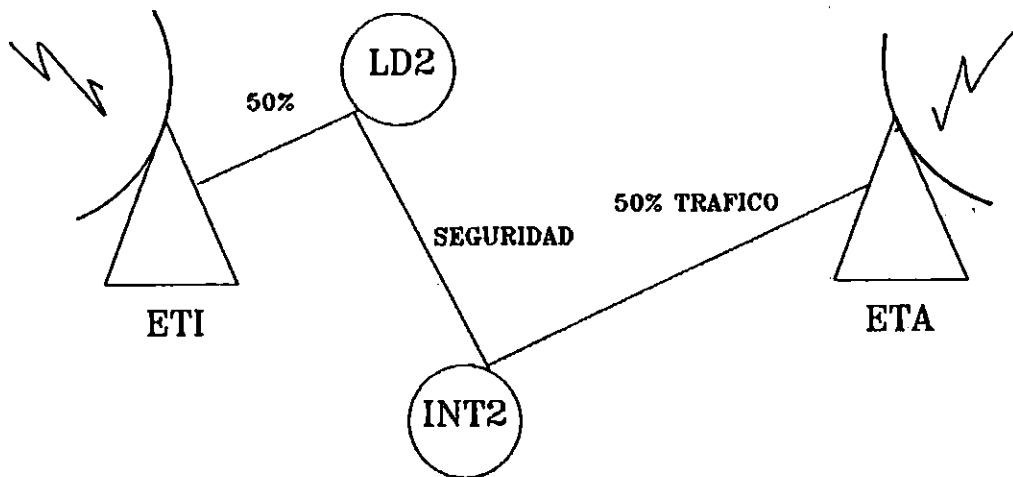 LD2
50%
50% TRAFICO
SEGURIDAD
ETI
ETA
INT2